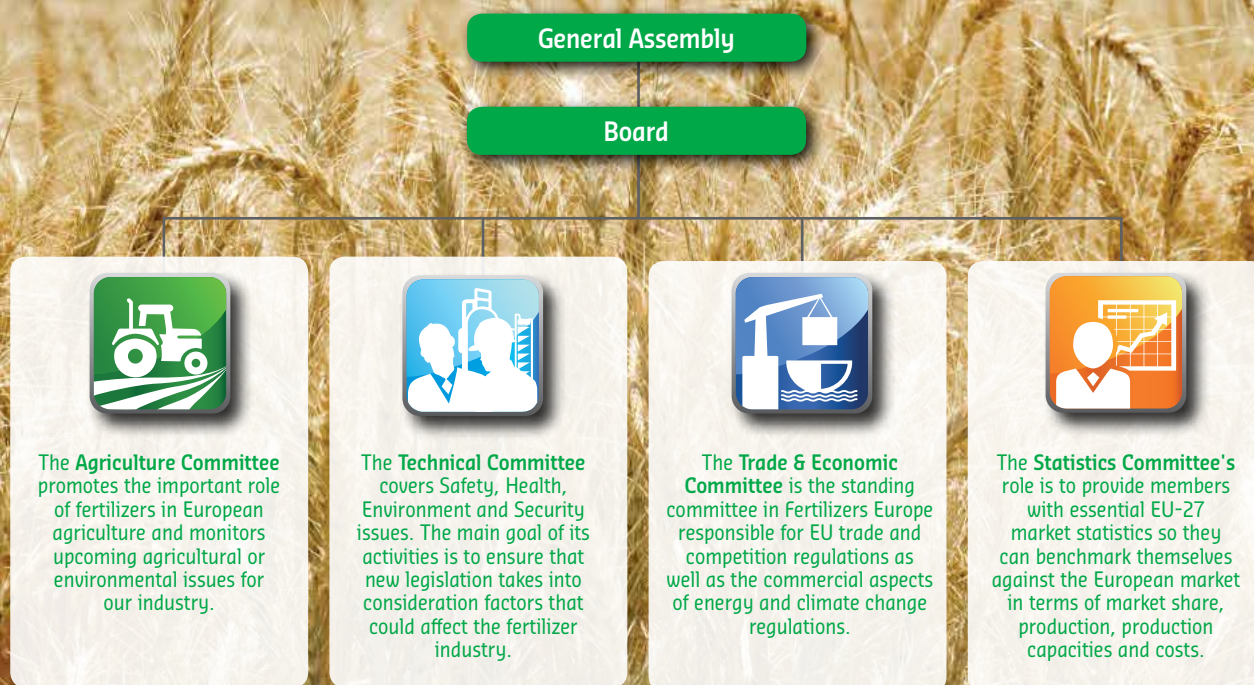 General Assembly
Board
The Agriculture Committee
promotes the important role
of fertilizers in European
agriculture and monitors
upcoming agricultural or
environmental issues for
our industry.
The Technical Committee
covers Safety, Health,
Environment and Security
issues. The main goal of its
activities is to ensure that
new legislation takes into
consideration factors that
could affect the fertilizer
industry.
The Trade & Economic
Committee is the standing
committee in Fertilizers Europe
responsible for EU trade and
competition regulations as
well as the commercial aspects
of energy and climate change
regulations.
The Statistics Committee's
role is to provide members
with essential EU-27
market statistics so they
can benchmark themselves
against the European market
in terms of market share,
production, production
capacities and costs.